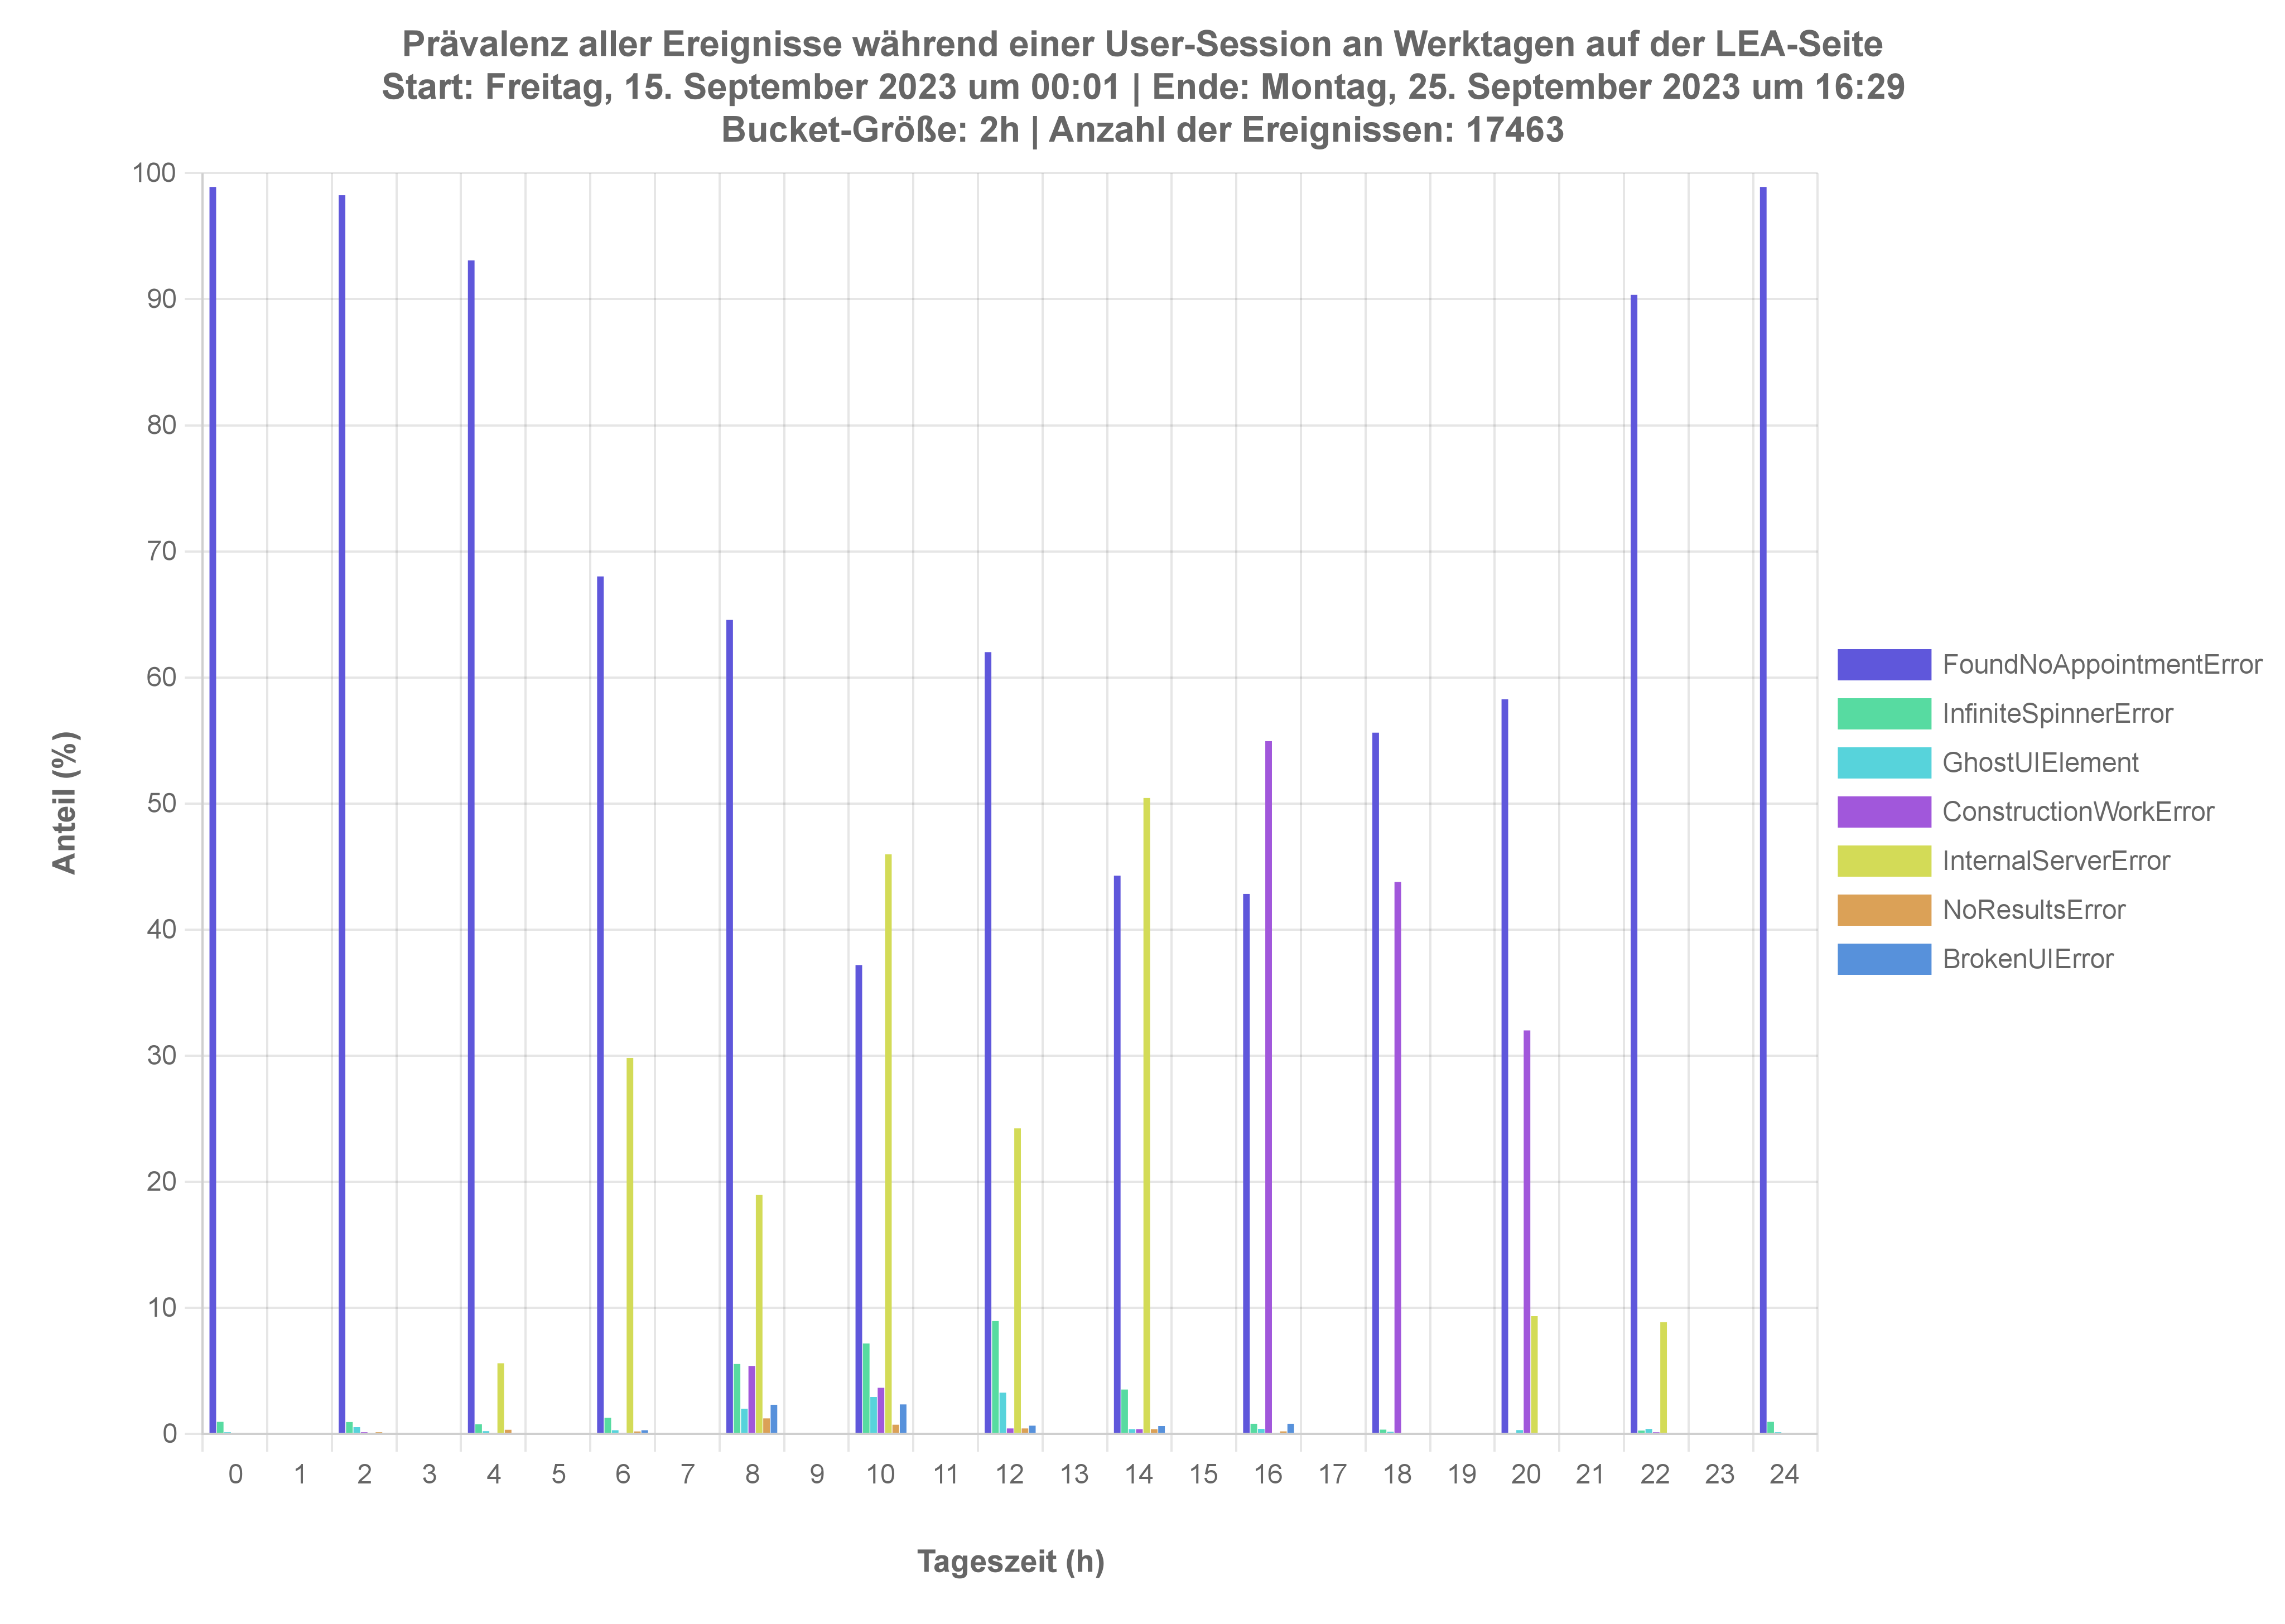 Prävalenz aller Ereignisse während einer User-Session an Werktagen auf der LEA-Seite
Start: Freitag, 15. September 2023 um 00:01 | Ende: Montag, 25. September 2023 um 16:29
Bucket-Größe: 2h | Anzahl der Ereignissen: 17463
100
90
80
70
60
50
40
30
20
10
0
Anteil (%)
0 1 2 3 4 5 6 7 8 9 10 11 12 13 14 15 16 17 18 19 20 21 22 23 24
Tageszeit (h)
FoundNoAppointmentError
InfiniteSpinnerError
GhostUIElement
ConstructionWorkError
InternalServerError
NoResultsError
BrokenUIError